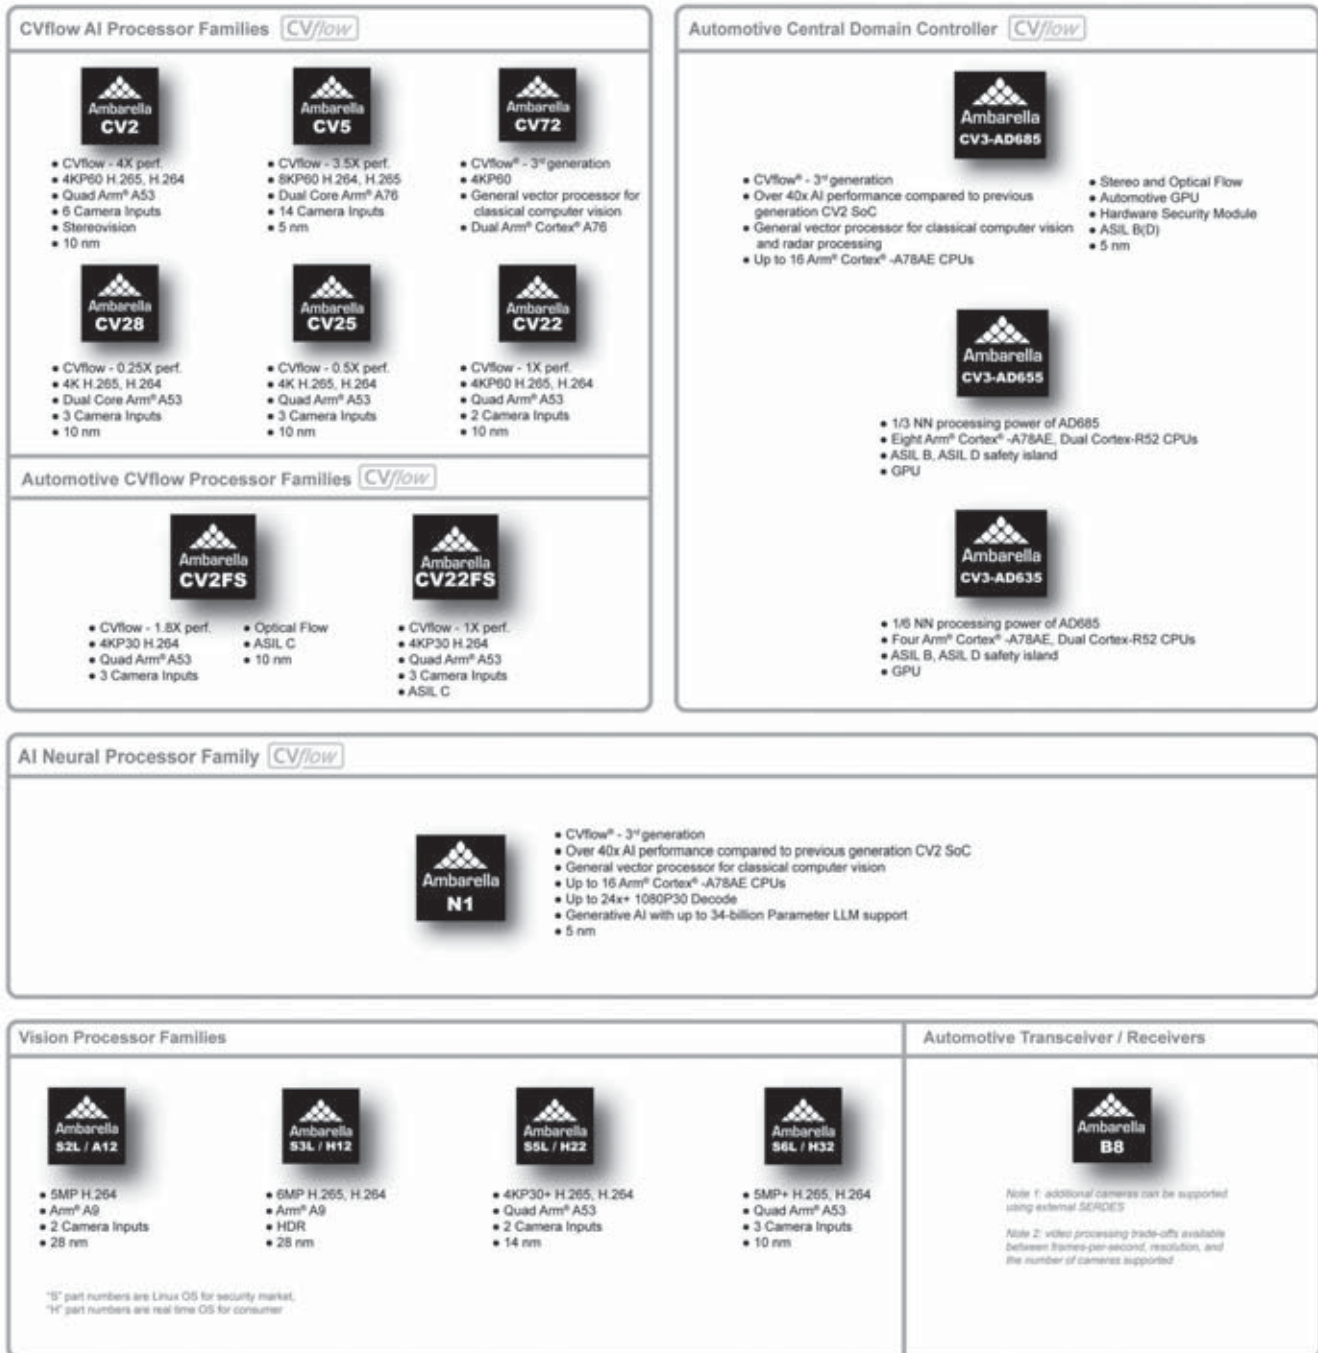 CVflow AI Processor Families CVflow
Ambarella
CV2
• CVflow - 4X perf.
• 4KP60 H.265, H.264
• Quad Arm® A53
• 6 Camera Inputs
• Stereovision
• 10 nm
Ambarella
CV5
• CVflow - 3.5X perf.
• 8KP60 H.264, H.265
• Dual Core Arm® A76
• 14 Camera Inputs
• 5 nm
Ambarella
CV72
• CVflow® - 3rd generation
• 4KP60
• General vector processor for
classical computer vision
• Dual Arm® Cortex® A76
Ambarella
CV28
• CVflow - 0.25X perf.
• 4K H.265, H.264
• Dual Core Arm® A53
• 3 Camera Inputs
• 10 nm
Ambarella
CV25
• CVflow - 0.5X perf.
• 4K H.265, H.264
• Quad Arm® A53
• 3 Camera Inputs
• 10 nm
Ambarella
CV22
• CVflow - 1X perf.
• 4KP60 H.265, H.264
• Quad Arm® A53
• 2 Camera Inputs
• 10 nm
Automotive CVflow Processor Families CVflow
Ambarella
CV2FS
• CVflow - 1.8X perf.
• 4KP30 H.264
• Quad Arm® A53
• 3 Camera Inputs
• Optical Flow
• ASIL C
• 10 nm
Ambarella
CV22FS
• CVflow - 1X perf.
• 4KP30 H.264
• Quad Arm® A53
• 3 Camera Inputs
• ASIL C
Automotive Central Domain Controller CVflow
Ambarella
CV3-AD685
• CVflow® - 3rd generation
• Over 40x AI performance compared to previous
generation CV2 SoC
• General vector processor for classical computer vision
and radar processing
• Up to 16 Arm® Cortex® -A78AE CPUs
• Stereo and Optical Flow
• Automotive GPU
• Hardware Security Module
• ASIL B(D)
• 5 nm
Ambarella
CV3-AD655
• 1/3 NN processing power of AD685
• Eight Arm® Cortex® -A78AE, Dual Cortex-R52 CPUs
• ASIL B, ASIL D safety island
• GPU
Ambarella
CV3-AD635
• 1/6 NN processing power of AD685
• Four Arm® Cortex® -A78AE, Dual Cortex-R52 CPUs
• ASIL B, ASIL D safety island
• GPU
AI Neural Processor Family CVflow
Ambarella
N1
• CVflow® - 3rd generation
• Over 40x AI performance compared to previous generation CV2 SoC
• General vector processor for classical computer vision
• Up to 16 Arm® Cortex® -A78AE CPUs
• Up to 24x+ 1080P30 Decode
• Generative AI with up to 34-billion Parameter LLM support
• 5 nm
Vision Processor Families
Ambarella
S2L / A12
• 5MP H.264
• Arm® A9
• 2 Camera Inputs
• 28 nm
Ambarella
S3L / H12
• 6MP H.265, H.264
• Arm® A9
• HDR
• 28 nm
Ambarella
S5L / H22
• 4KP30+ H.265, H.264
• Quad Arm® A53
• 2 Camera Inputs
• 14 nm
Ambarella
S6L / H32
• 5MP+ H.265, H.264
• Quad Arm® A53
• 3 Camera Inputs
• 10 nm
"S" part numbers are Linux OS for security market,
"H" part numbers are real time OS for consumer
Automotive Transceiver / Receivers
Ambarella
B8
Note 1: additional cameras can be supported
using external SERDES
Note 2: video processing trade-offs available
between frames-per-second, resolution, and
the number of cameras supported